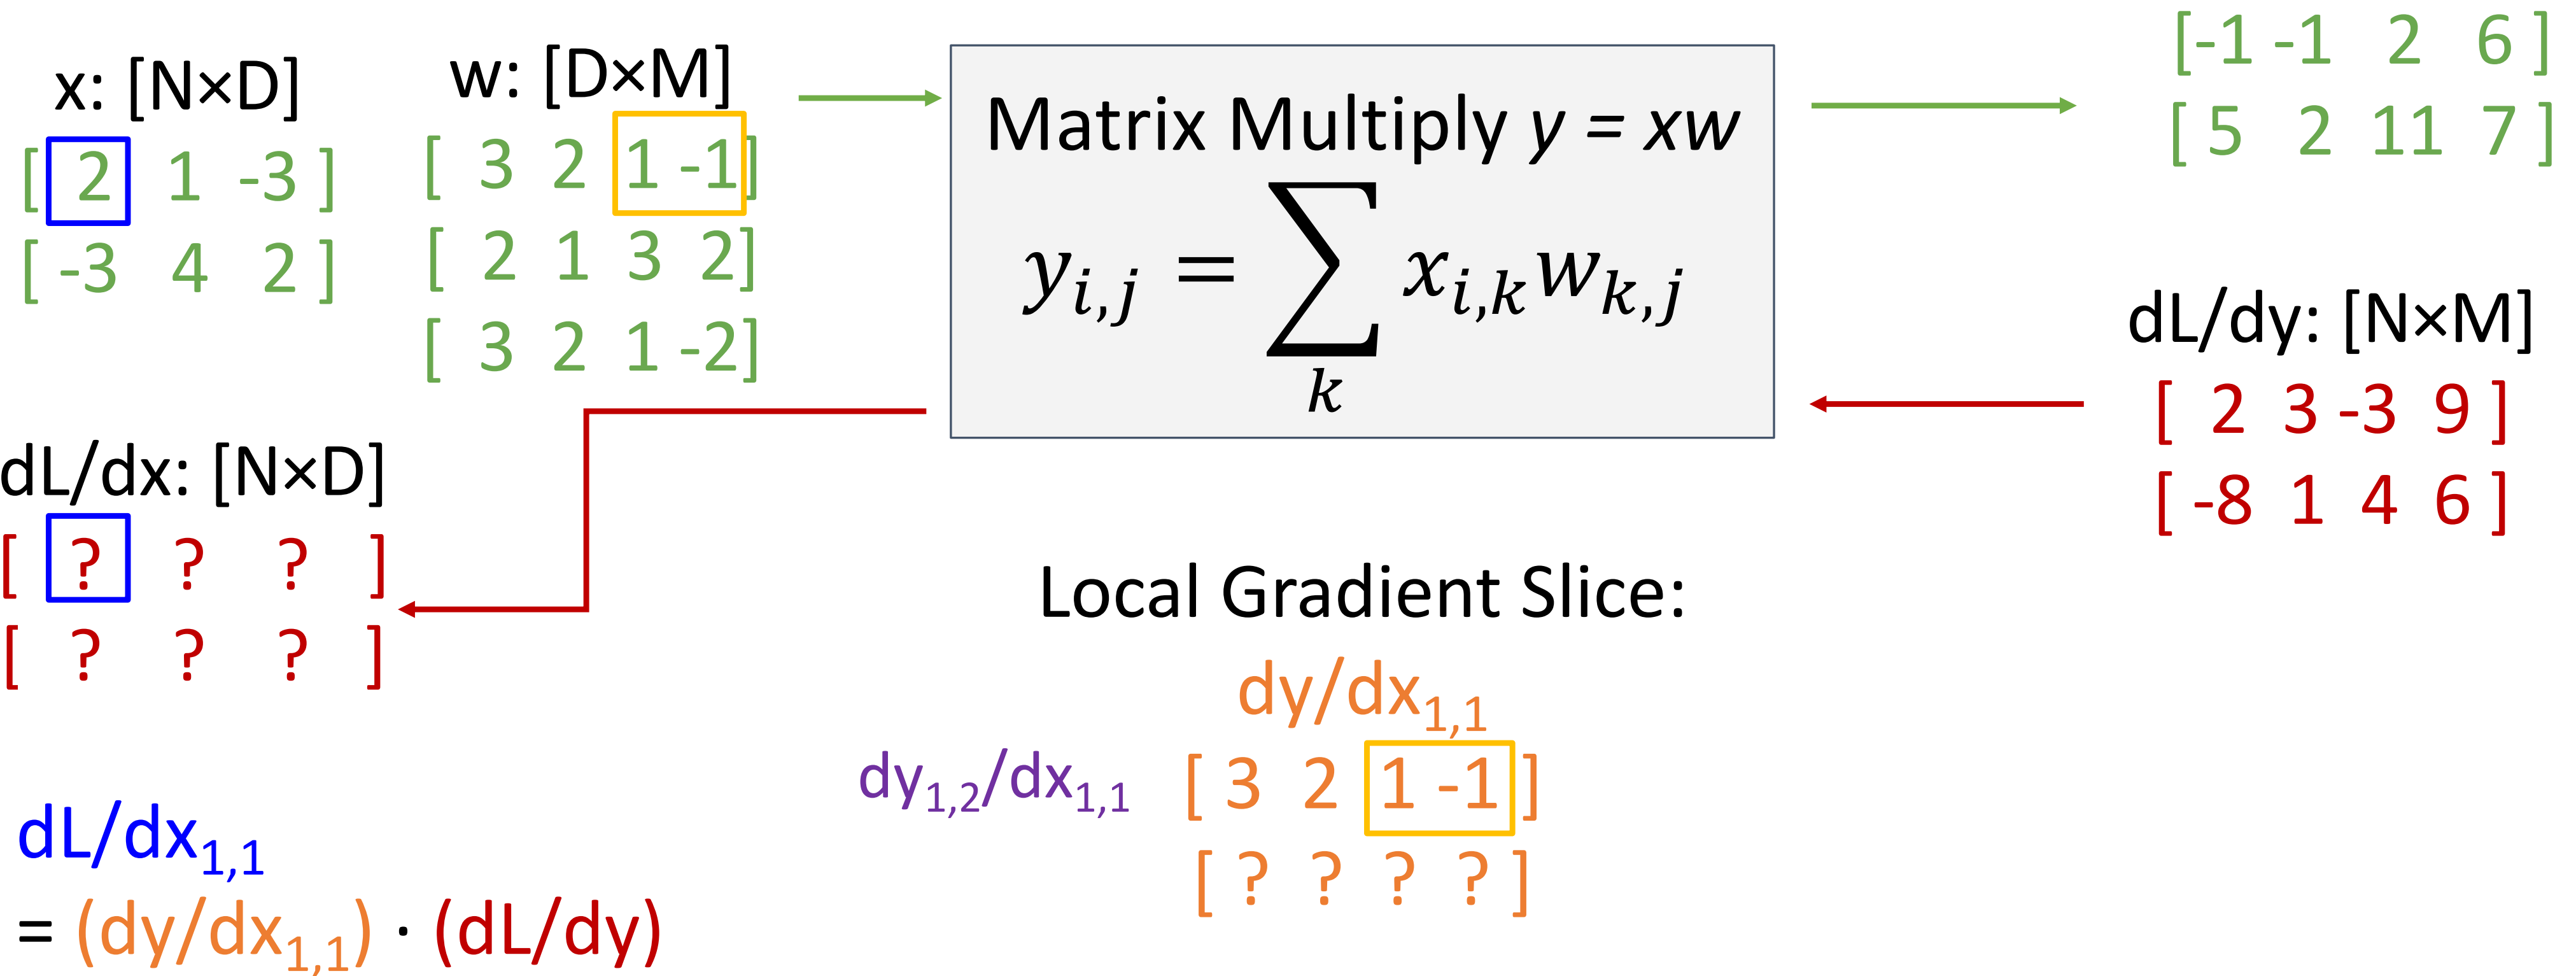 x: [N×D]
[ 2 1 -3 ]
[ -3 4 2 ]
w: [D×M]
[ 3 2 1 -1]
[ 2 1 3 2]
[ 3 2 1 -2]
Matrix Multiply y = xw
y_{i,j} = ∑_k x_{i,k}w_{k,j}
[-1 -1 2 6 ]
[ 5 2 11 7 ]
dL/dy: [N×M]
[ 2 3 -3 9 ]
[ -8 1 4 6 ]
dL/dx: [N×D]
[ ? ? ? ]
[ ? ? ? ]
Local Gradient Slice:
dy/dx_{1,1}
dy_{1,2}/dx_{1,1} [ 3 2 1 -1 ]
[ ? ? ? ? ]
dL/dx_{1,1}
= (dy/dx_{1,1}) · (dL/dy)